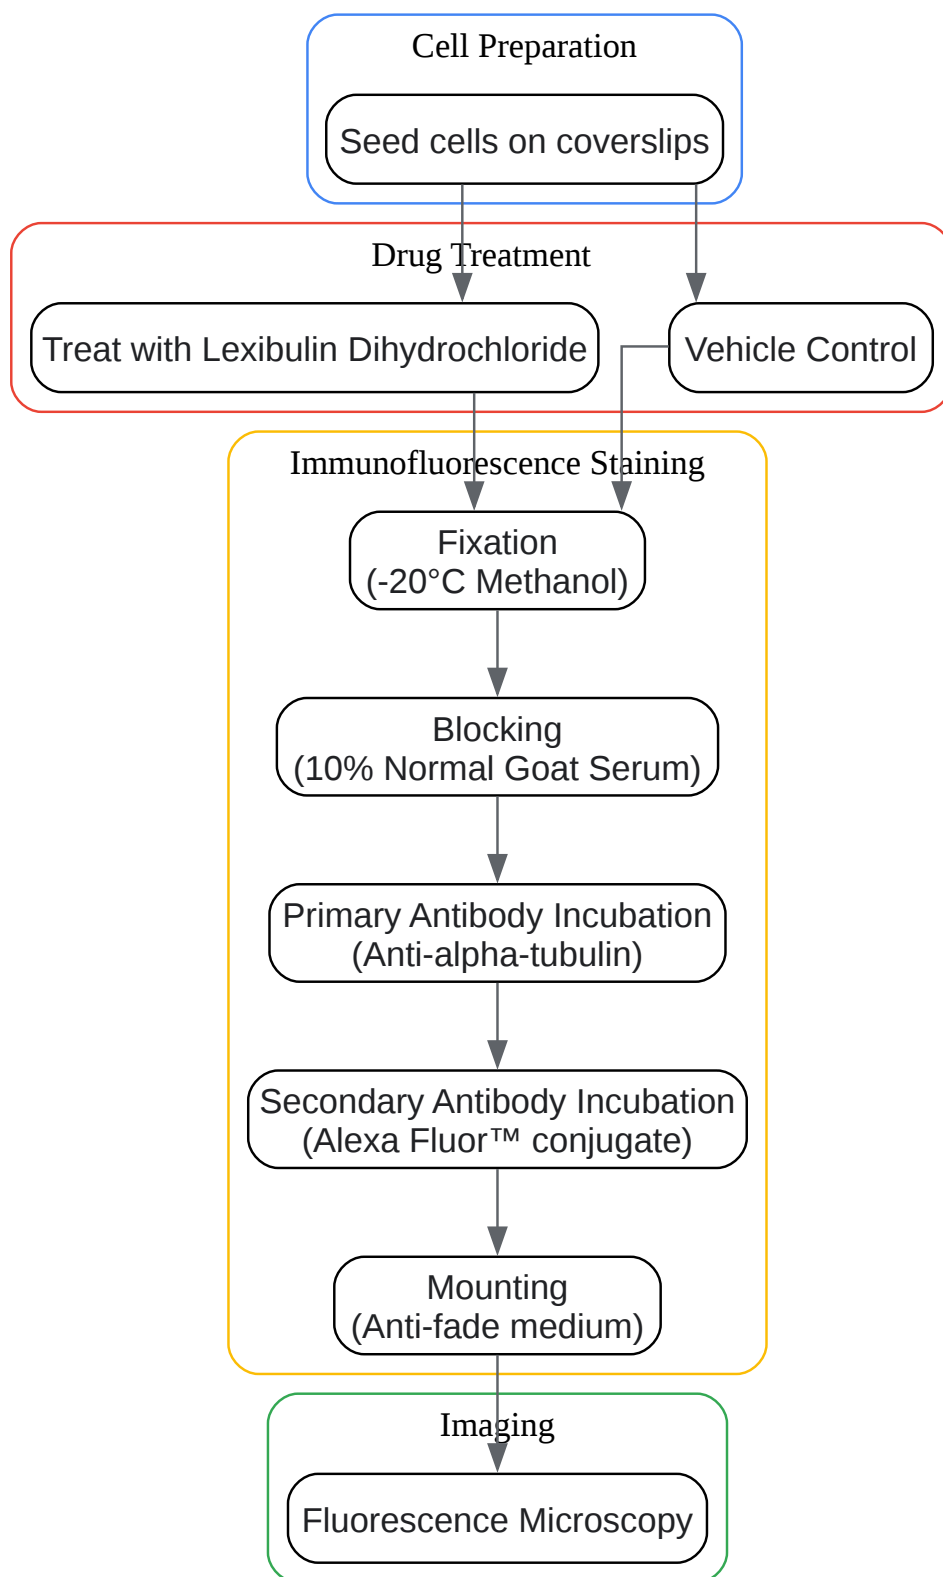 Cell Preparation
Seed cells on coverslips
Drug Treatment
Treat with Lexibulin Dihydrochloride
Vehicle Control
Immunofluorescence Staining
Fixation
(-20°C Methanol)
Blocking
(10% Normal Goat Serum)
Primary Antibody Incubation
(Anti-alpha-tubulin)
Secondary Antibody Incubation
(Alexa Fluor™ conjugate)
Mounting
(Anti-fade medium)
Imaging
Fluorescence Microscopy